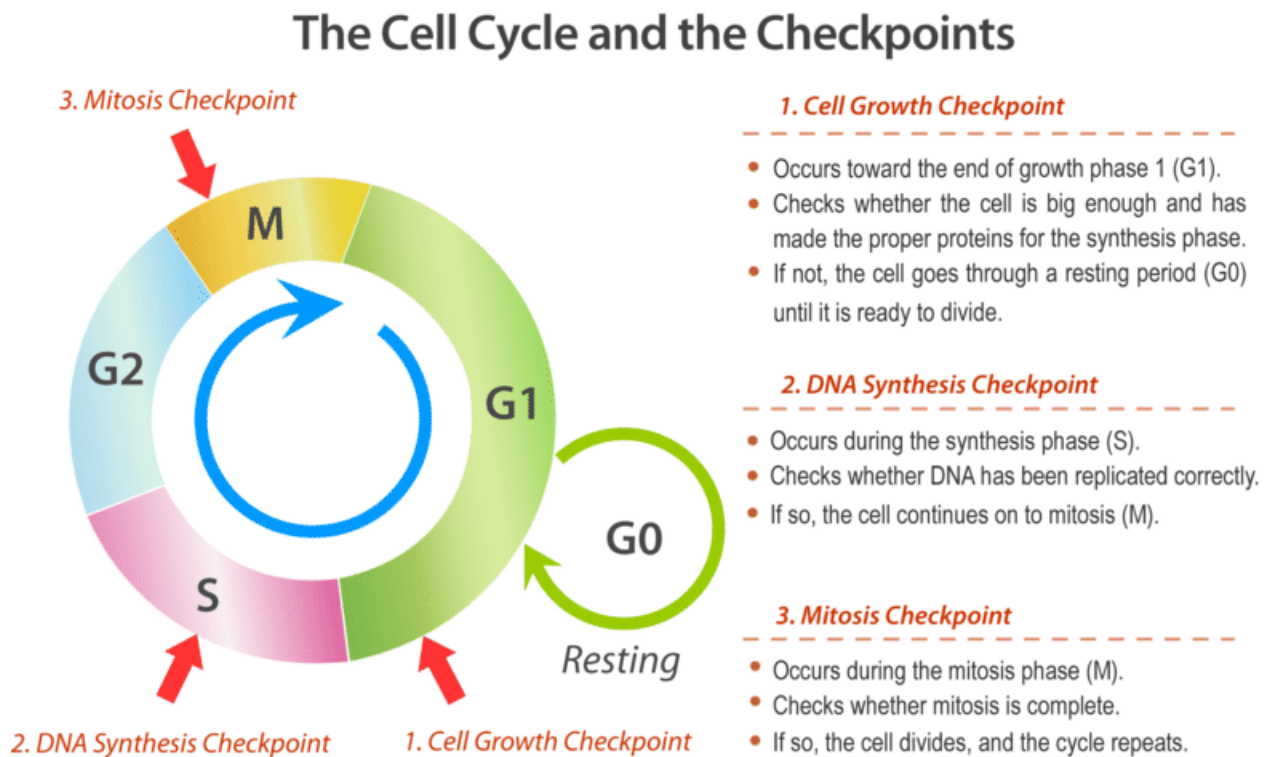 The Cell Cycle and the Checkpoints
3. Mitosis Checkpoint
M
G2
G1
S
G0
Resting
2. DNA Synthesis Checkpoint
1. Cell Growth Checkpoint
1. Cell Growth Checkpoint
• Occurs toward the end of growth phase 1 (G1).
• Checks whether the cell is big enough and has
made the proper proteins for the synthesis phase.
• If not, the cell goes through a resting period (G0)
until it is ready to divide.
2. DNA Synthesis Checkpoint
• Occurs during the synthesis phase (S).
• Checks whether DNA has been replicated correctly.
• If so, the cell continues on to mitosis (M).
3. Mitosis Checkpoint
• Occurs during the mitosis phase (M).
• Checks whether mitosis is complete.
• If so, the cell divides, and the cycle repeats.